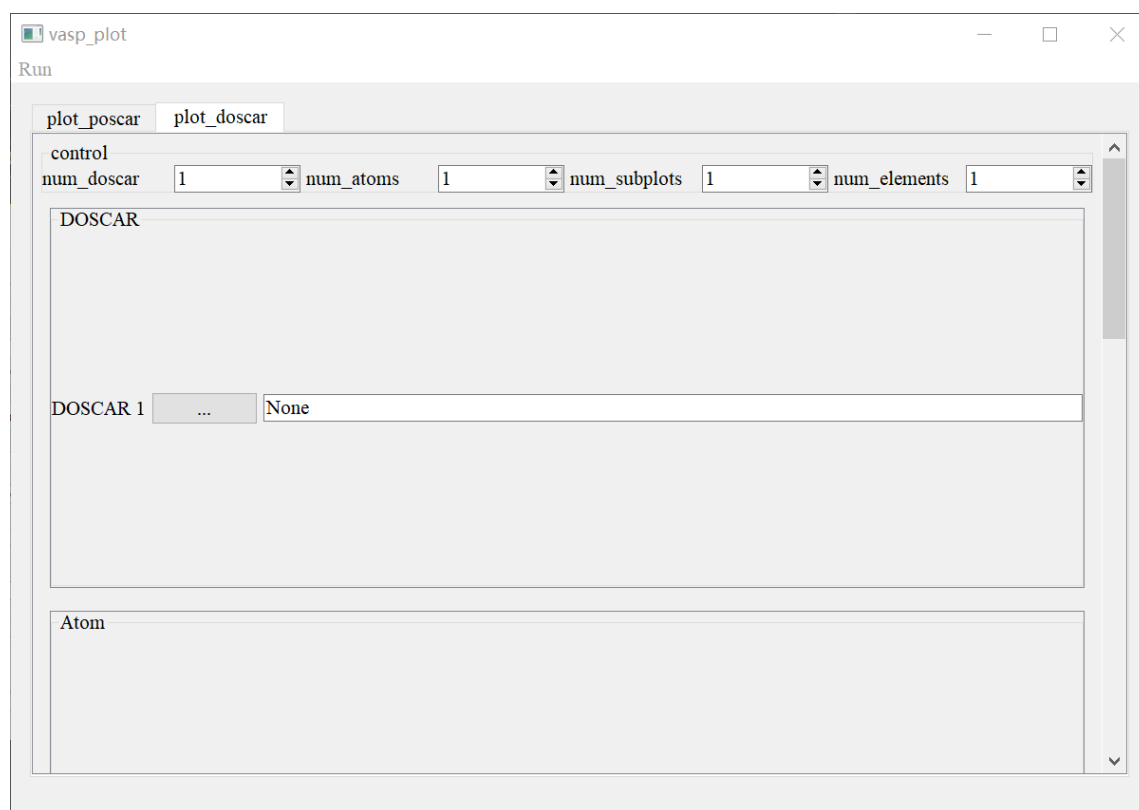 vasp_plot
Run
plot_poscar plot_doscar
control
num_doscar 1 num_atoms 1 num_subplots 1 num_elements 1
DOSCAR
DOSCAR 1 ... None
Atom